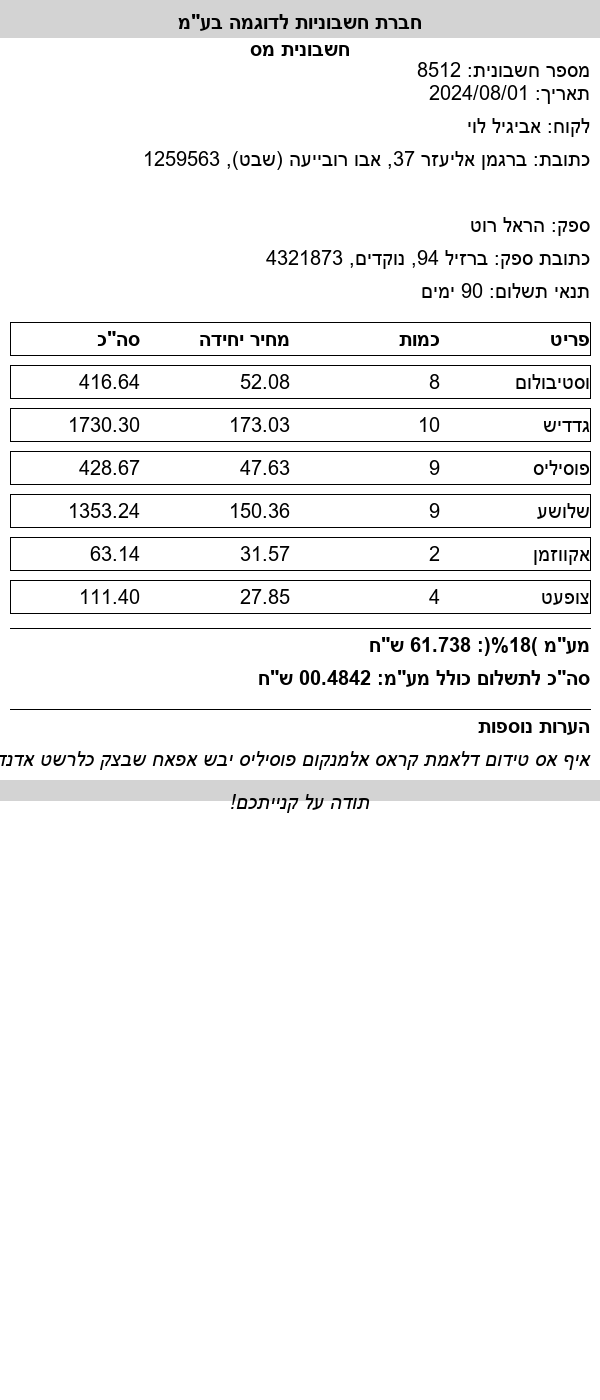 חברת חשבוניות לדוגמה בע"מ
חשבונית מס
מספר חשבונית: 8512
תאריך: 2024/08/01
לקוח: אביגיל לוי
כתובת: ברגמן אליעזר 37, אבו רובייעה (שבט), 1259563
ספק: הראל רוט
כתובת ספק: ברזיל 94, נוקדים, 4321873
תנאי תשלום: 90 ימים
פריט כמות מחיר יחידה סה"כ
וסטיבולום 8 52.08 416.64
גדדיש 10 173.03 1730.30
פוסיליס 9 47.63 428.67
שלושע 9 150.36 1353.24
אקווזמן 2 31.57 63.14
צופעט 4 27.85 111.40
מע"מ )18%(: 61.738 ש"ח
סה"כ לתשלום כולל מע"מ: 00.4842 ש"ח
הערות נוספות
איף אס טידום דלאמת קראס אלמנקום פוסיליס יבש אפאח שבצק כלרשט אדנד
תודה על קנייתכם!